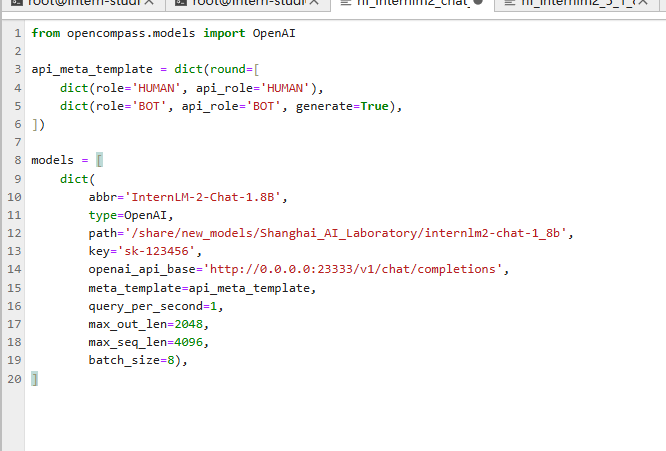 root@intern-studi
root@intern-studi
hf_internlm2_chat_
hf_internlm2_5_1_
1 from opencompass.models import OpenAI
2
3 api_meta_template = dict(round=[
4     dict(role='HUMAN', api_role='HUMAN'),
5     dict(role='BOT', api_role='BOT', generate=True),
6 ])
7
8 models = [
9     dict(
10         abbr='InternLM-2-Chat-1.8B',
11         type=OpenAI,
12         path='/share/new_models/Shanghai_AI_Laboratory/internlm2-chat-1_8b',
13         key='sk-123456',
14         openai_api_base='http://0.0.0.0:23333/v1/chat/completions',
15         meta_template=api_meta_template,
16         query_per_second=1,
17         max_out_len=2048,
18         max_seq_len=4096,
19         batch_size=8),
20 ]